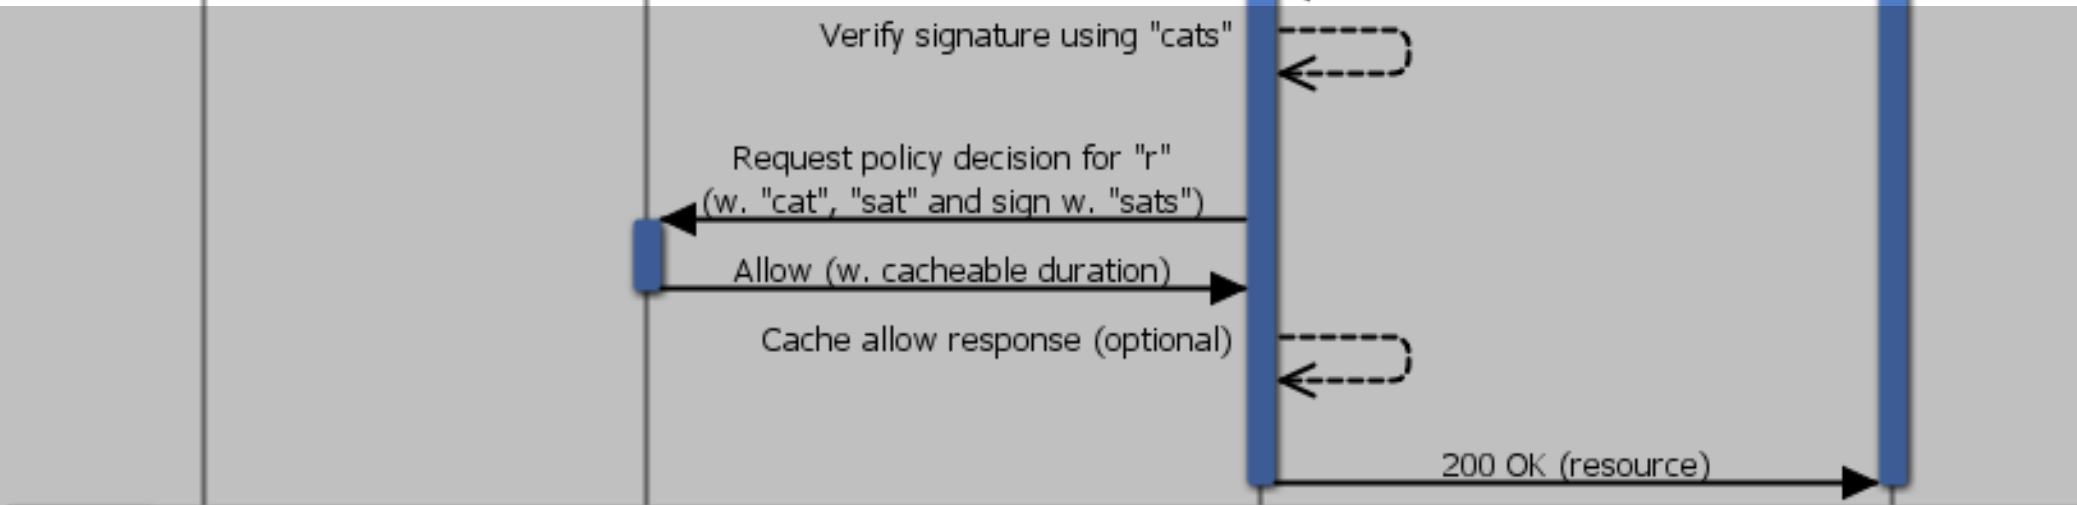 Verify signature using "cats"
Request policy decision for "r"
(w. "cat", "sat" and sign w. "sats")
Allow (w. cacheable duration)
Cache allow response (optional)
200 OK (resource)